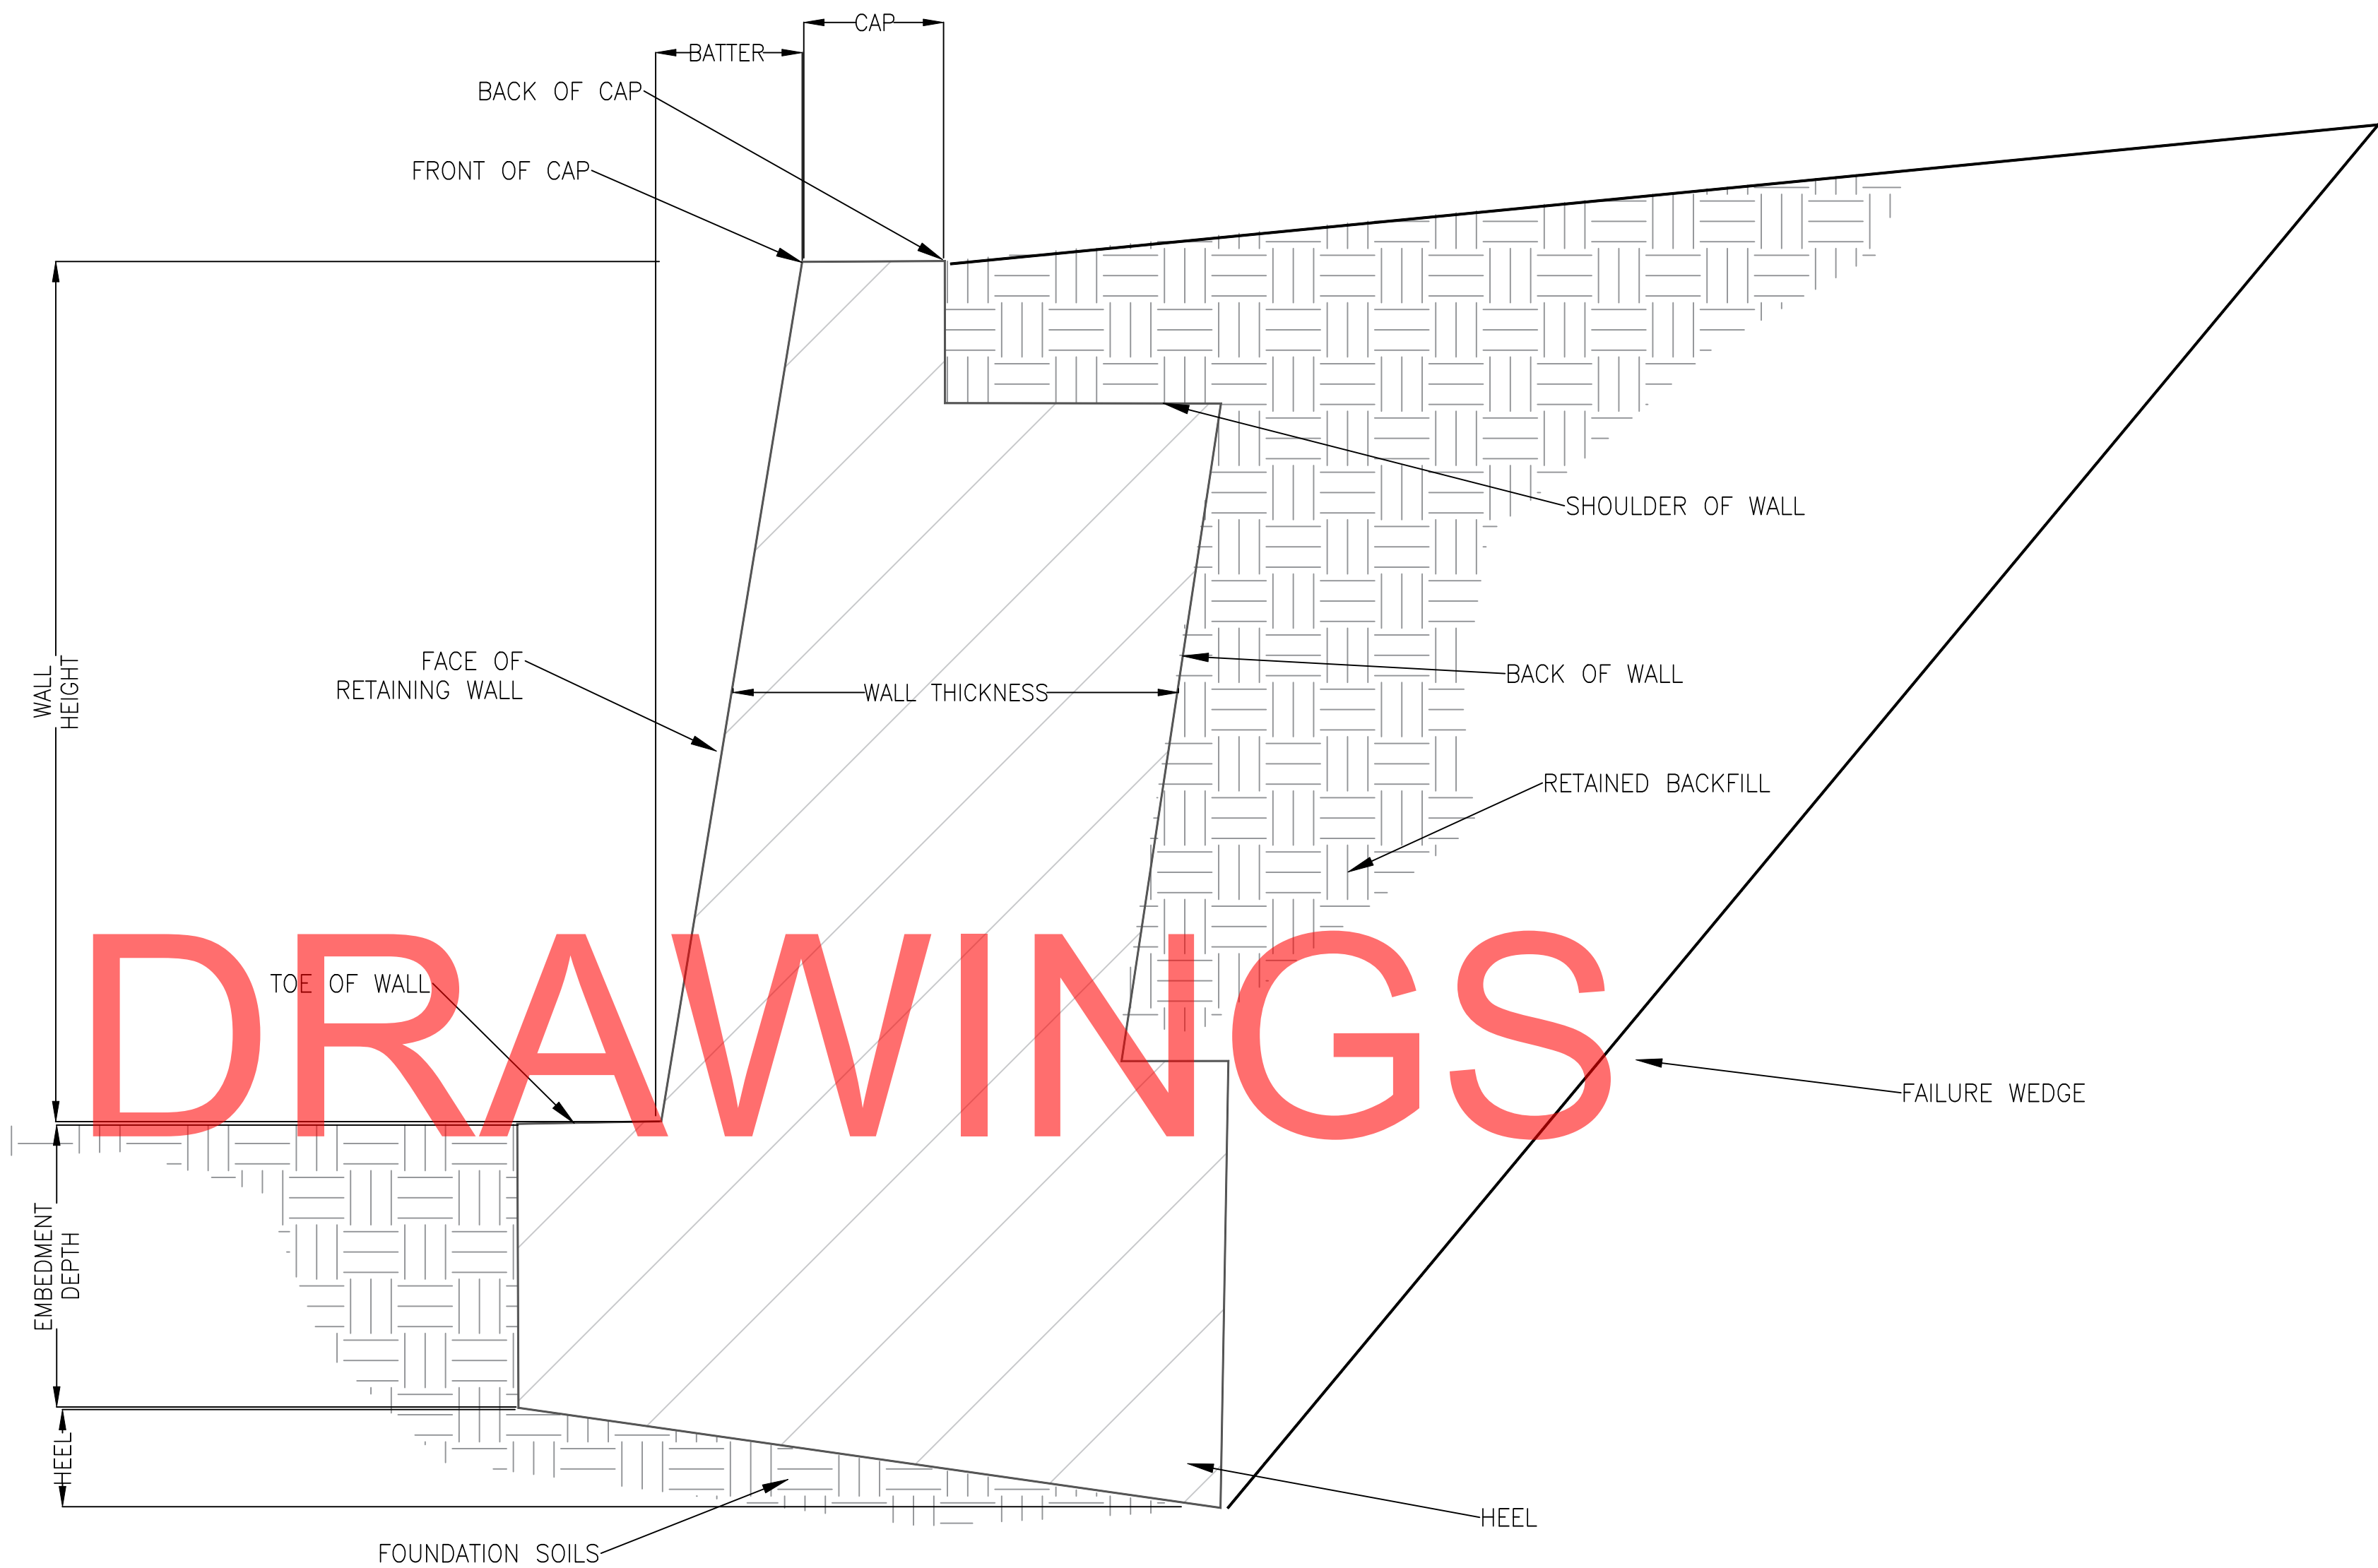 CAP
BATTER
BACK OF CAP
FRONT OF CAP
SHOULDER OF WALL
WALL
HEIGHT
FACE OF
RETAINING WALL
WALL THICKNESS
BACK OF WALL
RETAINED BACKFILL
TOE OF WALL
DRAWINGS
FAILURE WEDGE
EMBEDMENT
DEPTH
HEEL
HEEL
FOUNDATION SOILS